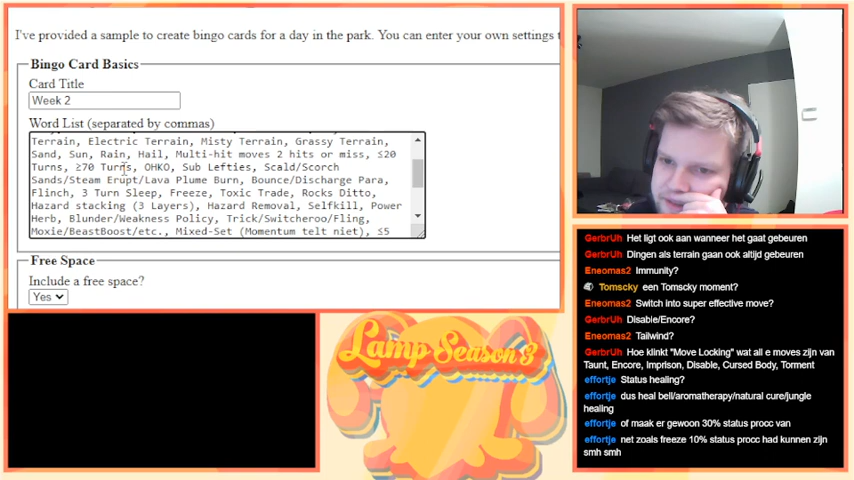 I've provided a sample to create bingo cards for a day in the park. You can enter your own settings t
Bingo Card Basics
Card Title
Week 2
Word List (separated by commas)
Terrain, Electric Terrain, Misty Terrain, Grassy Terrain,
Sand, Sun, Rain, Hail, Multi-hit moves 2 hits or miss, ≤20
Turns, ≥70 Turns, OHKO, Sub Lefties, Scald/Scorch
Sands/Steam Erupt/Lava Plume Burn, Bounce/Discharge Para,
Flinch, 3 Turn Sleep, Freeze, Toxic Trade, Rocks Ditto,
Hazard stacking (3 Layers), Hazard Removal, Selfkill, Power
Herb, Blunder/Weakness Policy, Trick/Switcheroo/Fling,
Moxie/BeastBoost/etc., Mixed-Set (Momentum telt niet), ≤5
Free Space
Include a free space?
Yes
Lamp Season 3
GerbrUh Het ligt ook aan wanneer het gaat gebeuren
GerbrUh Dingen als terrain gaan ook altijd gebeuren
Eneomas2 Immunity?
Tomscky een Tomscky moment?
Eneomas2 Switch into super effective move?
GerbrUh Disable/Encore?
Eneomas2 Tailwind?
GerbrUh Hoe klinkt "Move Locking" wat all e moves zijn van
Taunt, Encore, Imprison, Disable, Cursed Body, Torment
effortje Status healing?
effortje dus heal bell/aromatherapy/natural cure/jungle
healing
effortje of maak er gewoon 30% status procc van
effortje net zoals freeze 10% status procc had kunnen zijn
smh smh